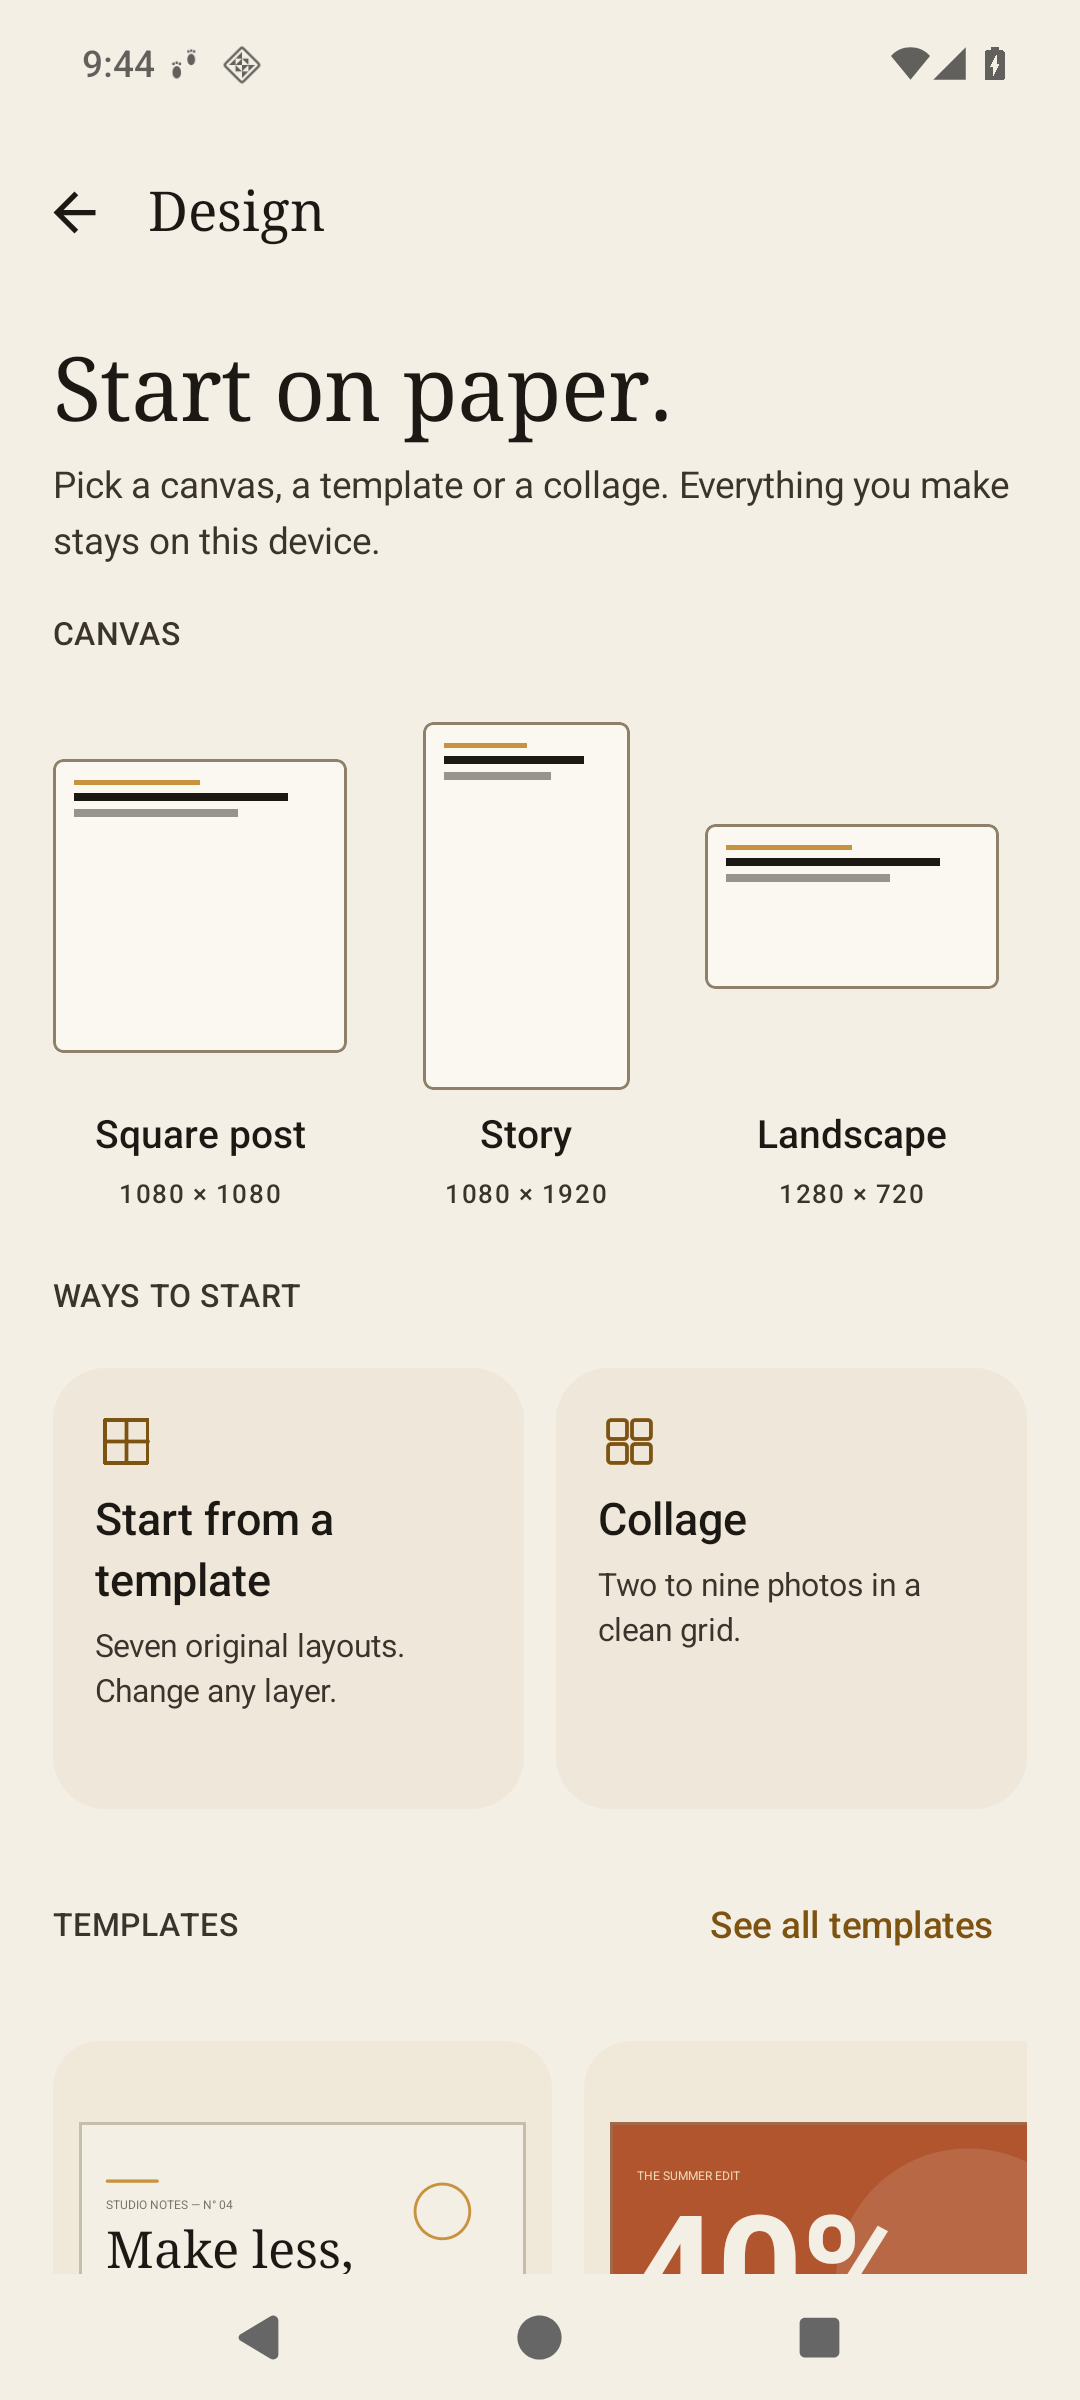 9:44
Design
Start on paper.
Pick a canvas, a template or a collage. Everything you make
stays on this device.
CANVAS
Square post
1080 × 1080
Story
1080 × 1920
Landscape
1280 × 720
WAYS TO START
Start from a
template
Seven original layouts.
Change any layer.
Collage
Two to nine photos in a
clean grid.
TEMPLATES
See all templates
STUDIO NOTES — N° 04
Make less,
THE SUMMER EDIT
40%